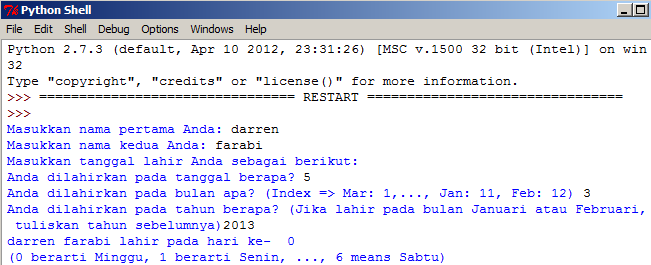 Python Shell
File Edit Shell Debug Options Windows Help
Python 2.7.3 (default, Apr 10 2012, 23:31:26) [MSC v.1500 32 bit (Intel)] on win
32
Type "copyright", "credits" or "license()" for more information.
>>> ================================ RESTART ================================
>>>
Masukkan nama pertama Anda: darren
Masukkan nama kedua Anda: farabi
Masukkan tanggal lahir Anda sebagai berikut:
Anda dilahirkan pada tanggal berapa? 5
Anda dilahirkan pada bulan apa? (Index => Mar: 1,..., Jan: 11, Feb: 12) 3
Anda dilahirkan pada tahun berapa? (Jika lahir pada bulan Januari atau Februari,
tuliskan tahun sebelumnya)2013
darren farabi lahir pada hari ke-  0
(0 berarti Minggu, 1 berarti Senin, ..., 6 means Sabtu)